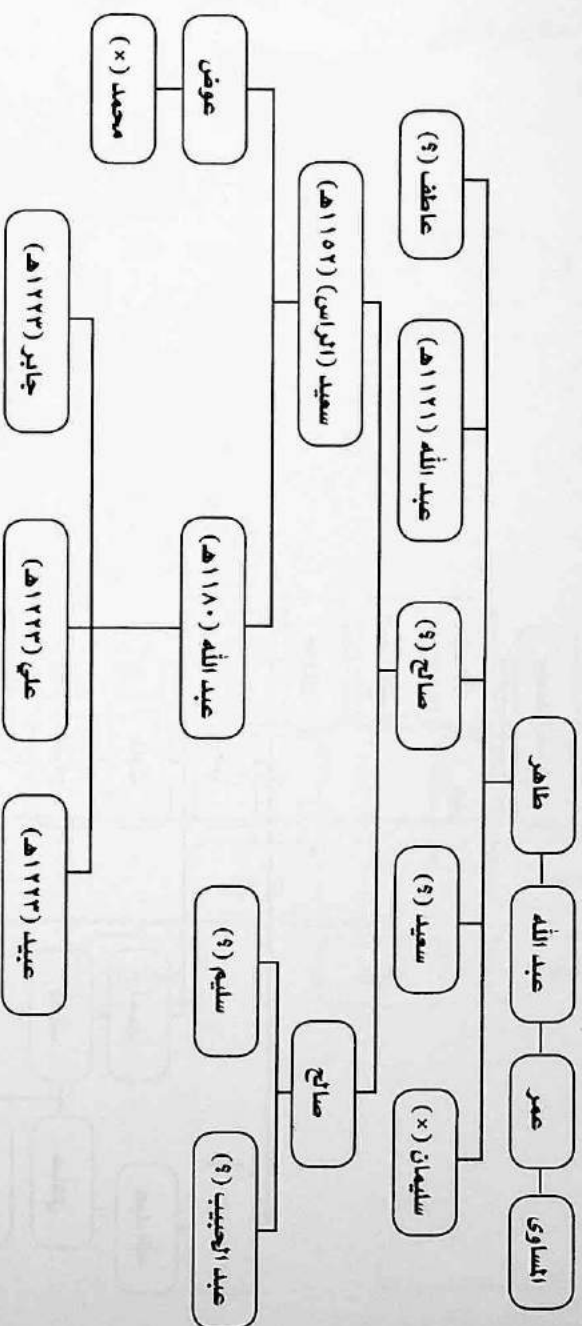 المساوى
عمر
عبد الله
طاهر
سليمان (×)
سعيد (؟)
صالح (؟)
عبد الله (١١٢١هـ)
عاطف (؟)
صالح
سعيد (الراس) (١١٥٢هـ)
عبد الحبيب (؟)
سليم (؟)
عبد الله (١١٨٠هـ)
عوض
محمد (×)
عبيد (١٢٢٣هـ)
علي (١٢٢٣هـ)
جابر (١٢٢٣هـ)